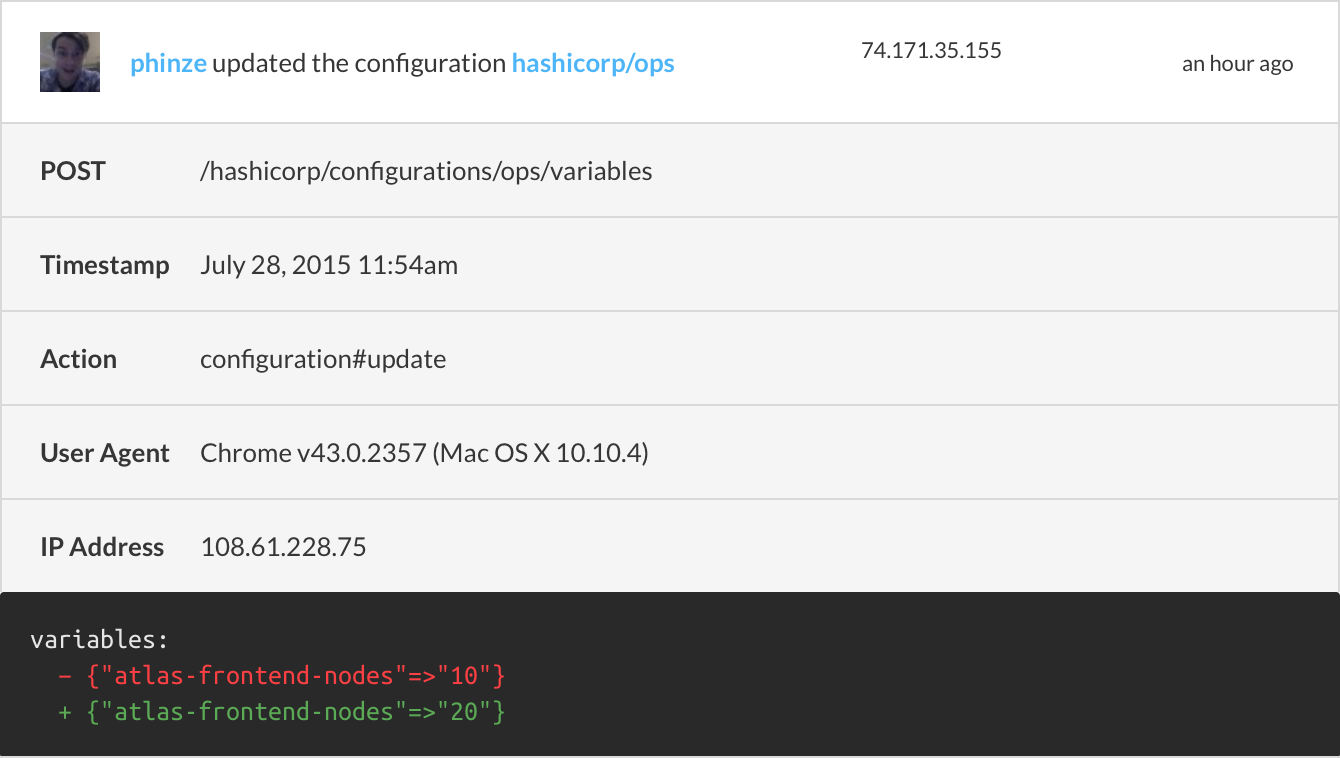 phinze updated the configuration hashicorp/ops 74.171.35.155 an hour ago
POST /hashicorp/configurations/ops/variables
Timestamp July 28, 2015 11:54am
Action configuration#update
User Agent Chrome v43.0.2357 (Mac OS X 10.10.4)
IP Address 108.61.228.75
variables:
– {"atlas-frontend-nodes"=>"10"}
+ {"atlas-frontend-nodes"=>"20"}